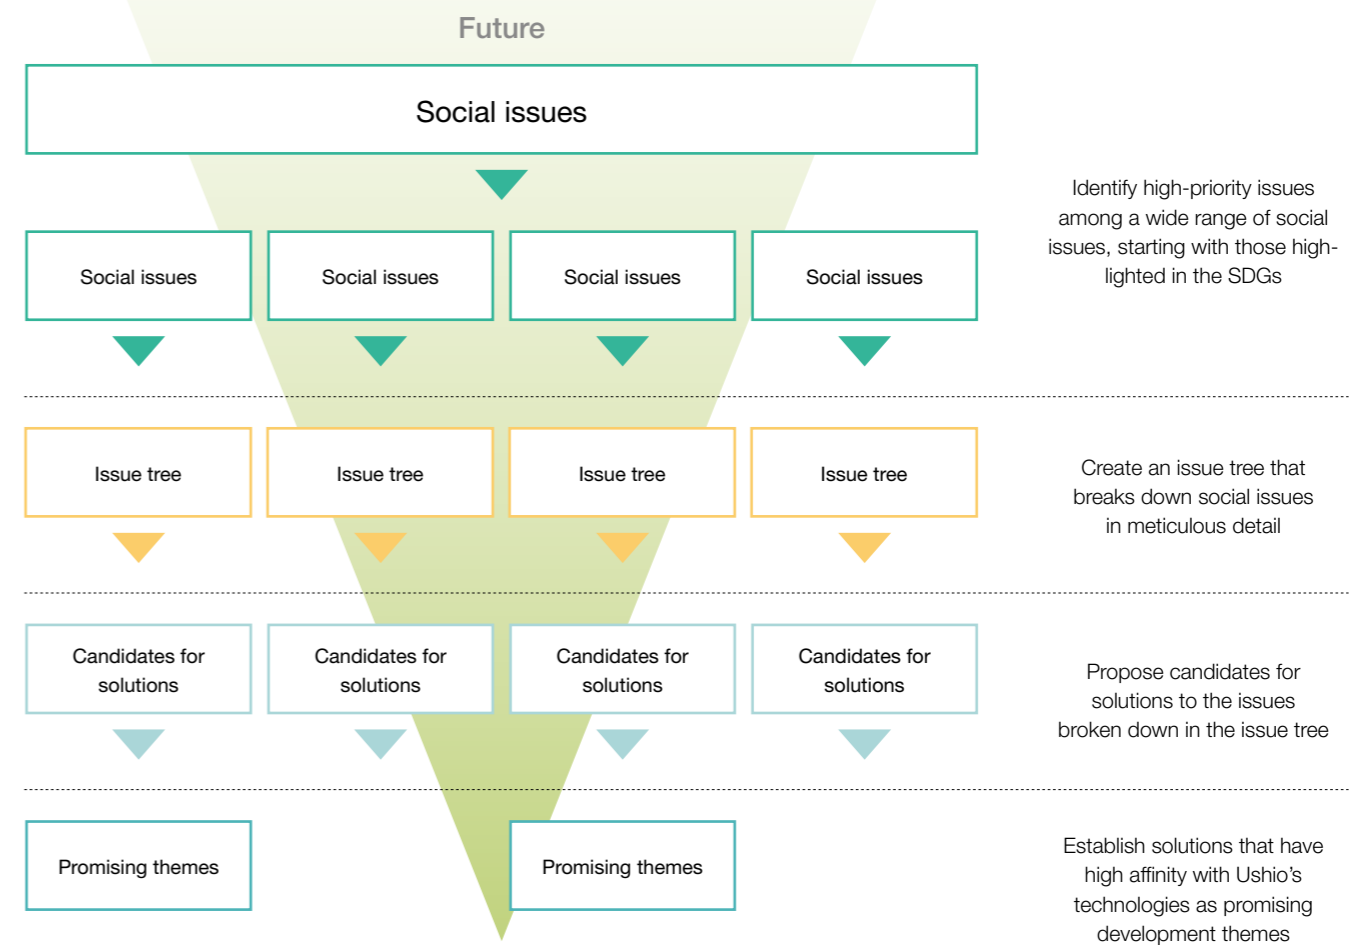 Future
Social issues
Identify high-priority issues
among a wide range of social
issues, starting with those high-
lighted in the SDGs
Social issues
Social issues
Social issues
Social issues
Issue tree
Issue tree
Issue tree
Issue tree
Create an issue tree that
breaks down social issues
in meticulous detail
Candidates for
solutions
Candidates for
solutions
Candidates for
solutions
Candidates for
solutions
Propose candidates for
solutions to the issues
broken down in the issue tree
Promising themes
Promising themes
Establish solutions that have
high affinity with Ushio’s
technologies as promising
development themes